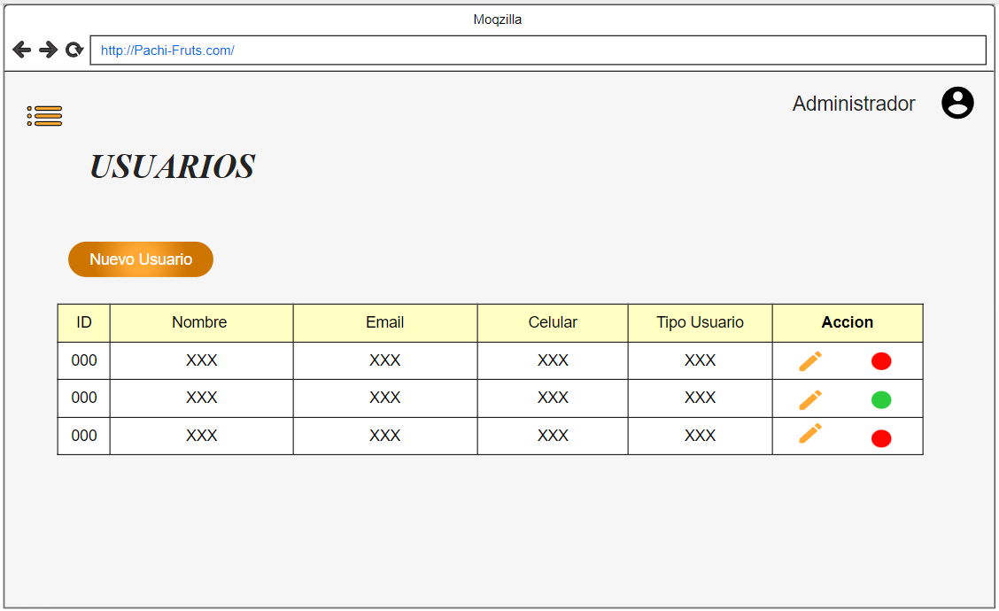 Moqzilla
http://Pachi-Fruts.com/
Administrador
USUARIOS
Nuevo Usuario
ID Nombre Email Celular Tipo Usuario Accion
000 XXX XXX XXX XXX
000 XXX XXX XXX XXX
000 XXX XXX XXX XXX